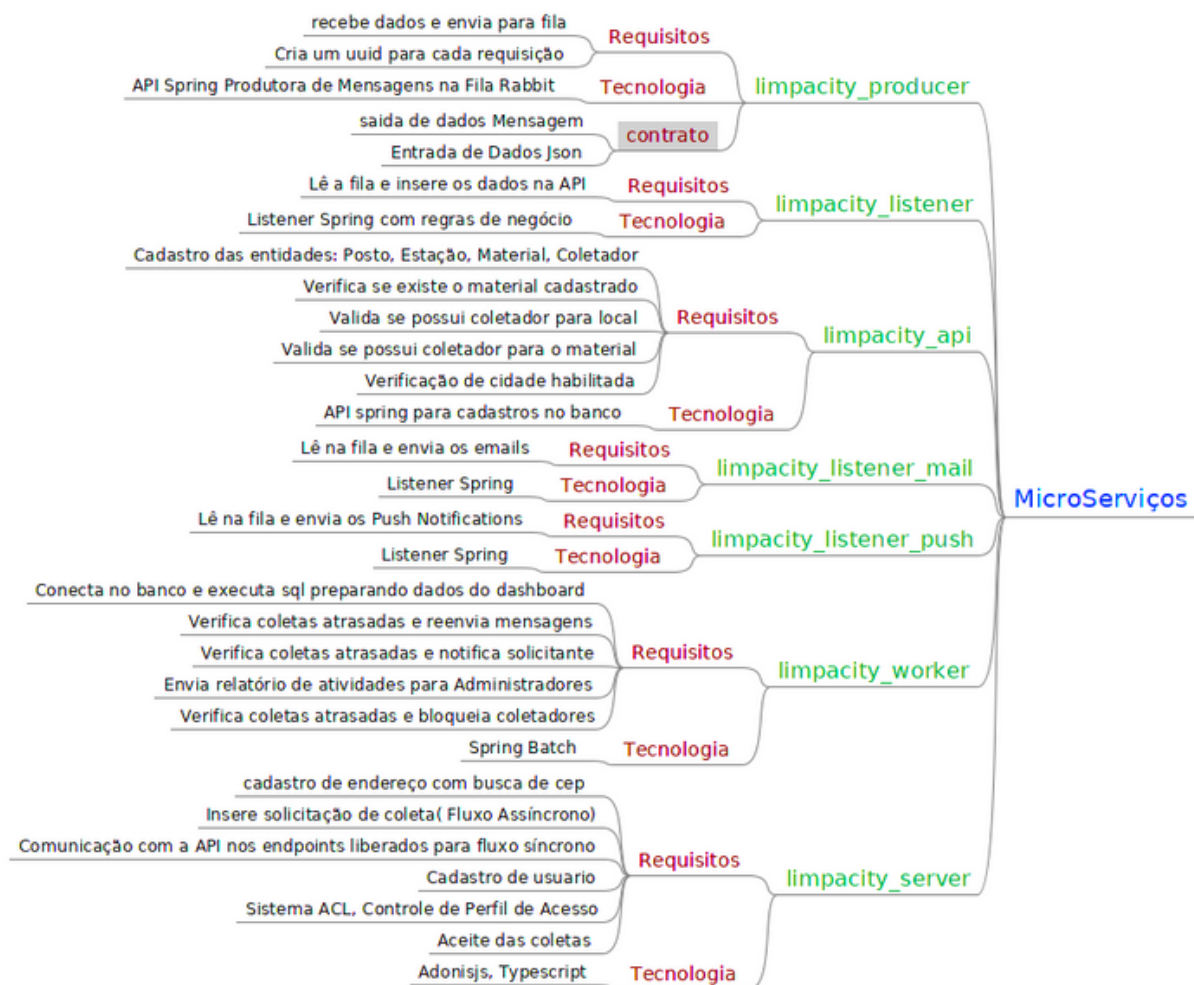 MicroServiços
limpacity_producer
Requisitos
recebe dados e envia para fila
Cria um uuid para cada requisição
Tecnologia
API Spring Produtora de Mensagens na Fila Rabbit
contrato
saida de dados Mensagem
Entrada de Dados Json
limpacity_listener
Requisitos
Lê a fila e insere os dados na API
Tecnologia
Listener Spring com regras de negócio
limpacity_api
Requisitos
Cadastro das entidades: Posto, Estação, Material, Coletador
Verifica se existe o material cadastrado
Valida se possui coletador para local
Valida se possui coletador para o material
Verificação de cidade habilitada
Tecnologia
API spring para cadastros no banco
limpacity_listener_mail
Requisitos
Lê na fila e envia os emails
Tecnologia
Listener Spring
limpacity_listener_push
Requisitos
Lê na fila e envia os Push Notifications
Tecnologia
Listener Spring
limpacity_worker
Requisitos
Conecta no banco e executa sql preparando dados do dashboard
Verifica coletas atrasadas e reenvia mensagens
Verifica coletas atrasadas e notifica solicitante
Envia relatório de atividades para Administradores
Verifica coletas atrasadas e bloqueia coletadores
Tecnologia
Spring Batch
limpacity_server
Requisitos
cadastro de endereço com busca de cep
Insere solicitação de coleta( Fluxo Assíncrono)
Comunicação com a API nos endpoints liberados para fluxo síncrono
Cadastro de usuario
Sistema ACL, Controle de Perfil de Acesso
Aceite das coletas
Tecnologia
Adonisjs, Typescript